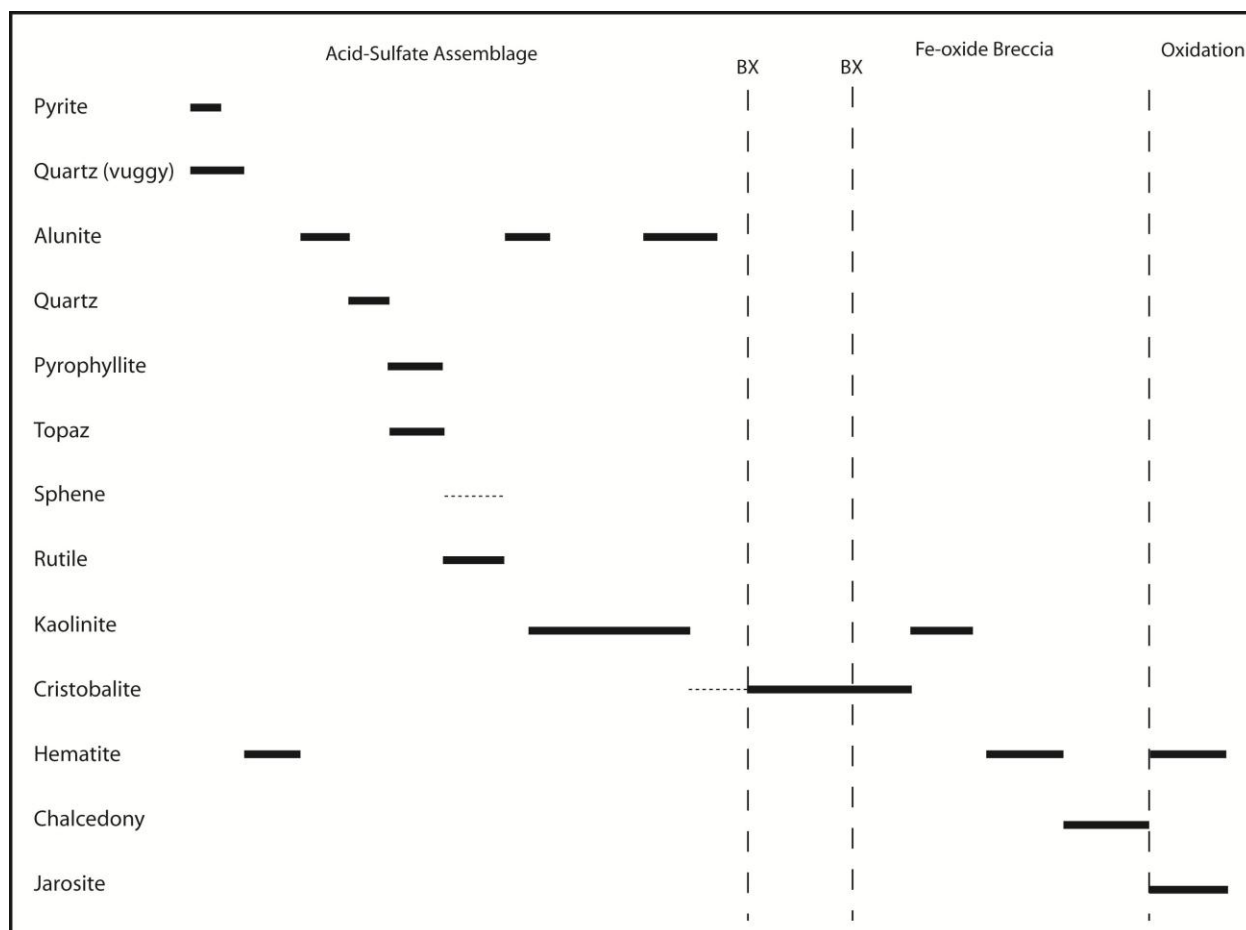 Acid-Sulfate Assemblage
BX
BX
Fe-oxide Breccia
Oxidation
Pyrite
Quartz (vuggy)
Alunite
Quartz
Pyrophyllite
Topaz
Sphene
Rutile
Kaolinite
Cristobalite
Hematite
Chalcedony
Jarosite